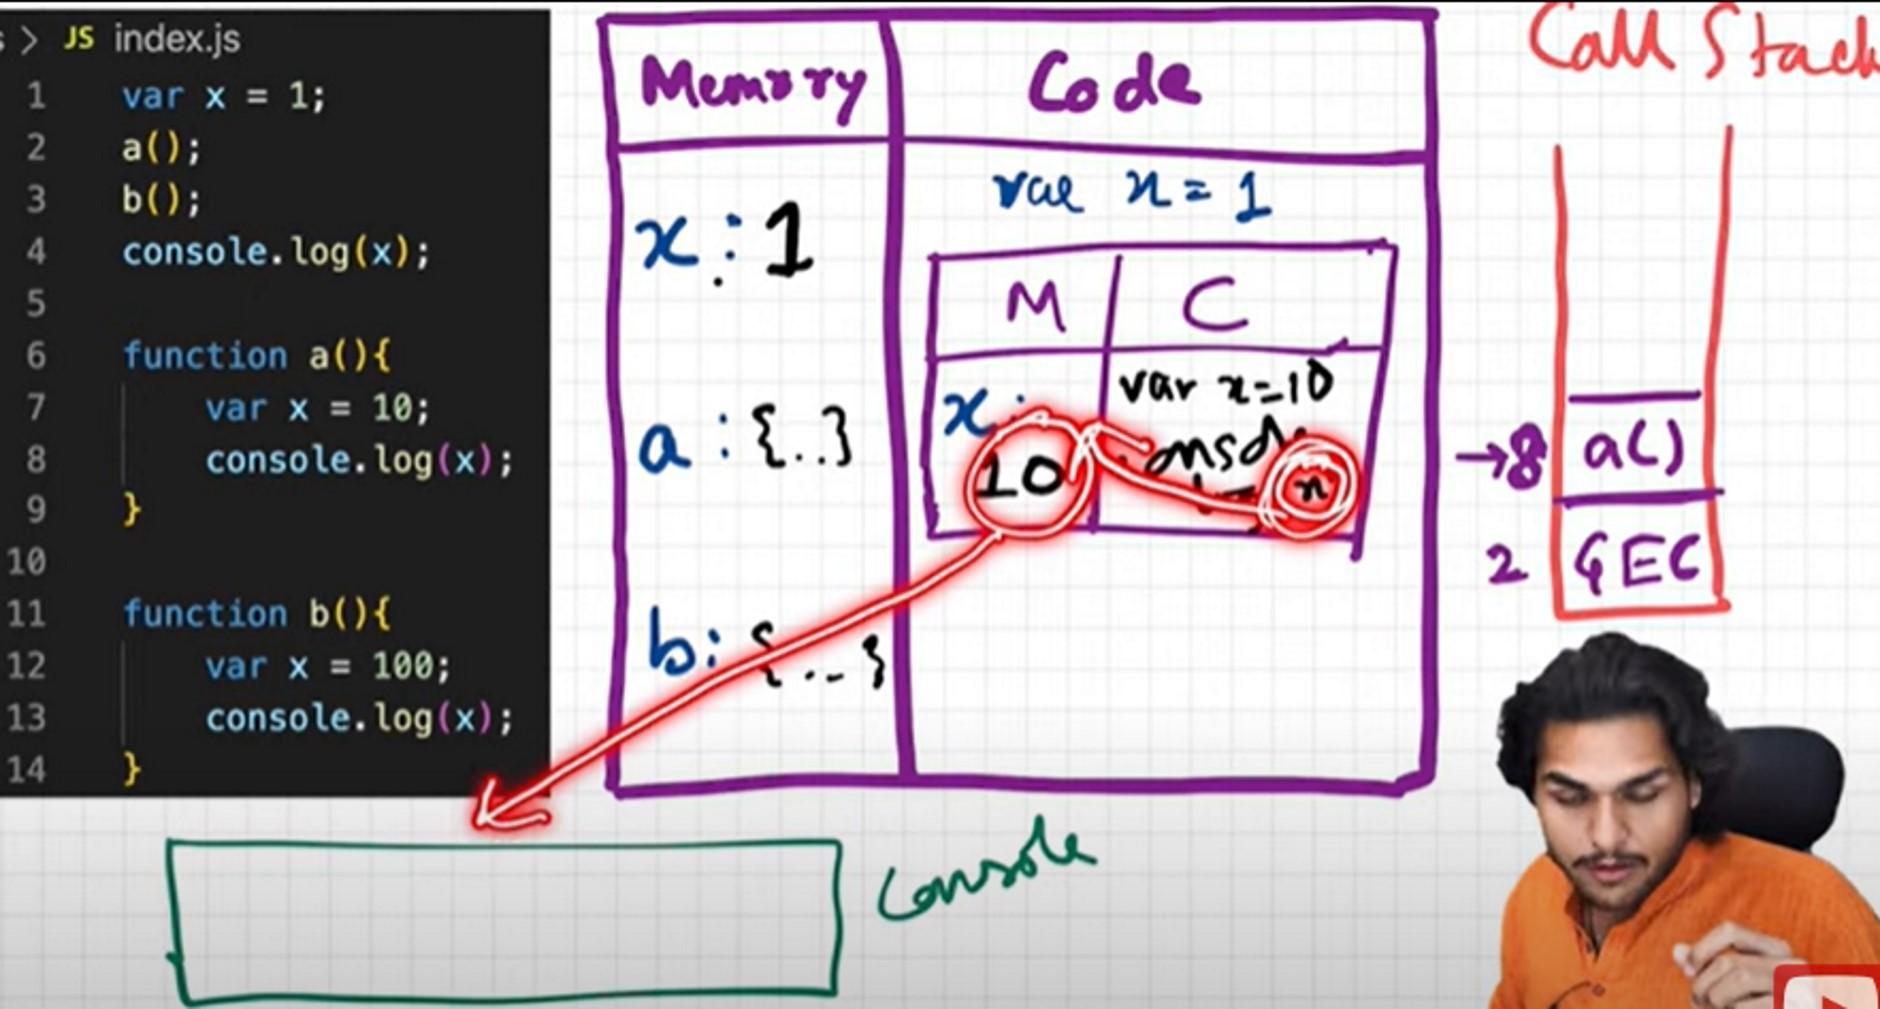 s > JS index.js
1 var x = 1;
2 a();
3 b();
4 console.log(x);
5
6 function a(){
7 var x = 10;
8 console.log(x);
9 }
10
11 function b(){
12 var x = 100;
13 console.log(x);
14 }
Memory Code
x : 1
var x = 1
M C
x :
10
var x=10
x
a : {..}
b: {..}
Console
Call Stack
→8 a()
2 GEC